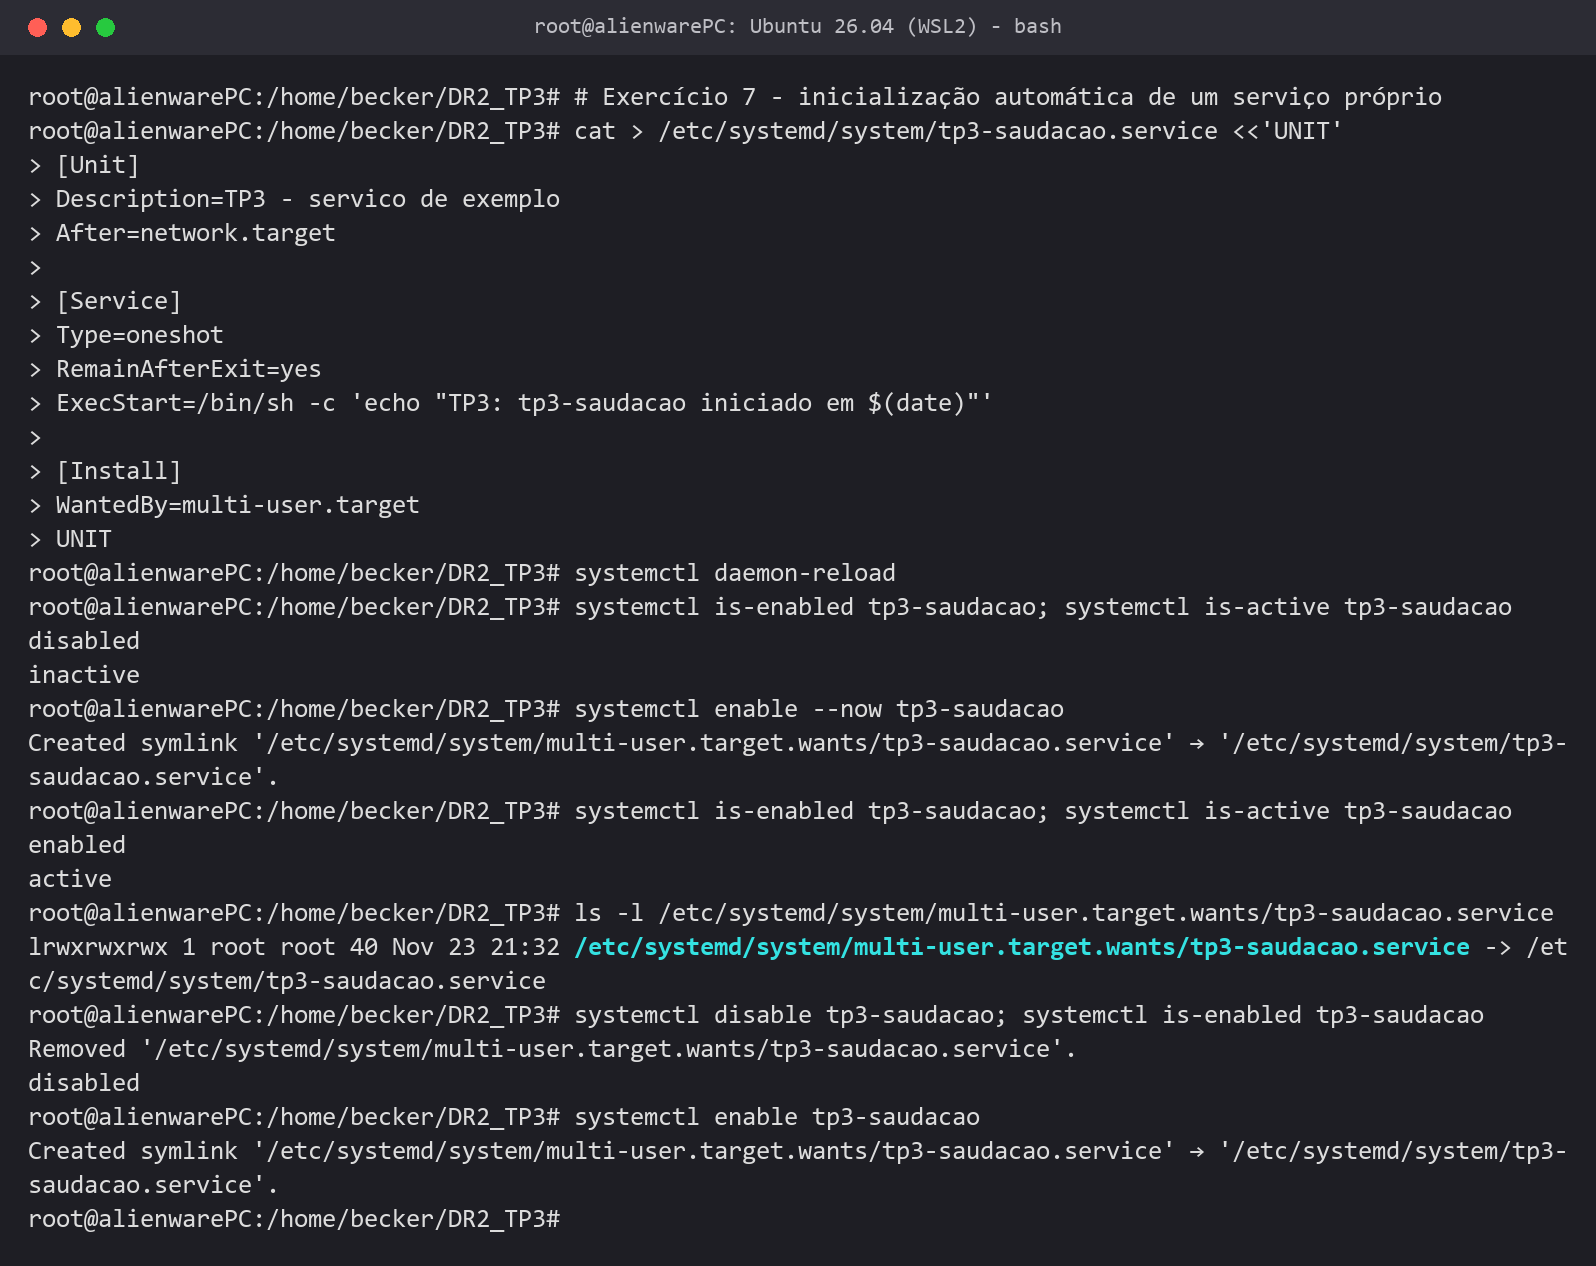 root@alienwarePC: Ubuntu 26.04 (WSL2) - bash
root@alienwarePC:/home/becker/DR2_TP3# # Exercício 7 - inicialização automática de um serviço próprio
root@alienwarePC:/home/becker/DR2_TP3# cat > /etc/systemd/system/tp3-saudacao.service <<'UNIT'
> [Unit]
> Description=TP3 - servico de exemplo
> After=network.target
>
> [Service]
> Type=oneshot
> RemainAfterExit=yes
> ExecStart=/bin/sh -c 'echo "TP3: tp3-saudacao iniciado em $(date)"'
>
> [Install]
> WantedBy=multi-user.target
> UNIT
root@alienwarePC:/home/becker/DR2_TP3# systemctl daemon-reload
root@alienwarePC:/home/becker/DR2_TP3# systemctl is-enabled tp3-saudacao; systemctl is-active tp3-saudacao
disabled
inactive
root@alienwarePC:/home/becker/DR2_TP3# systemctl enable --now tp3-saudacao
Created symlink '/etc/systemd/system/multi-user.target.wants/tp3-saudacao.service' → '/etc/systemd/system/tp3-
saudacao.service'.
root@alienwarePC:/home/becker/DR2_TP3# systemctl is-enabled tp3-saudacao; systemctl is-active tp3-saudacao
enabled
active
root@alienwarePC:/home/becker/DR2_TP3# ls -l /etc/systemd/system/multi-user.target.wants/tp3-saudacao.service
lrwxrwxrwx 1 root root 40 Nov 23 21:32 /etc/systemd/system/multi-user.target.wants/tp3-saudacao.service -> /et
c/systemd/system/tp3-saudacao.service
root@alienwarePC:/home/becker/DR2_TP3# systemctl disable tp3-saudacao; systemctl is-enabled tp3-saudacao
Removed '/etc/systemd/system/multi-user.target.wants/tp3-saudacao.service'.
disabled
root@alienwarePC:/home/becker/DR2_TP3# systemctl enable tp3-saudacao
Created symlink '/etc/systemd/system/multi-user.target.wants/tp3-saudacao.service' → '/etc/systemd/system/tp3-
saudacao.service'.
root@alienwarePC:/home/becker/DR2_TP3#